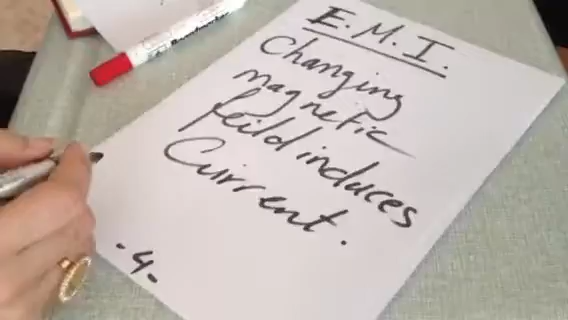 E.M.I.
Changing
magnetic
feild induces
Current.
-4-